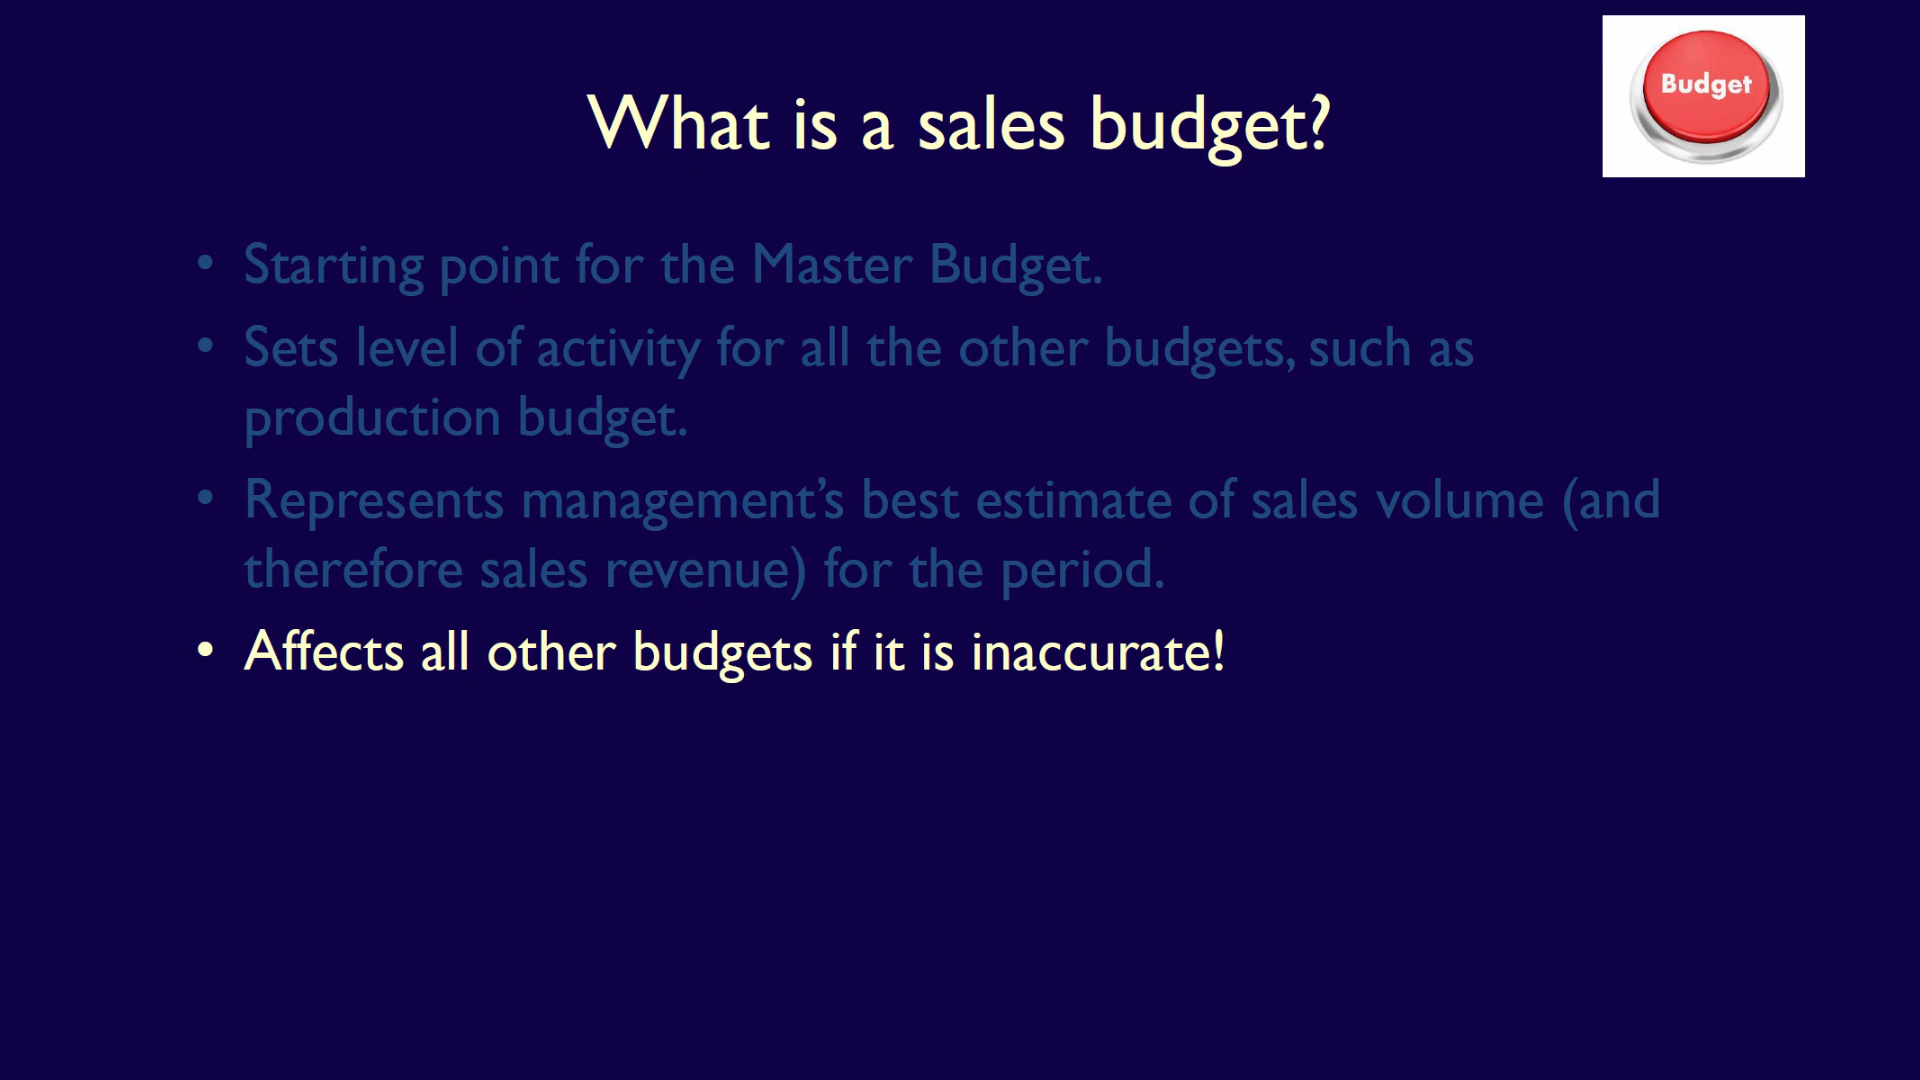 Budget
What is a sales budget?
• Starting point for the Master Budget.
• Sets level of activity for all the other budgets, such as
production budget.
• Represents management’s best estimate of sales volume (and
therefore sales revenue) for the period.
• Affects all other budgets if it is inaccurate!